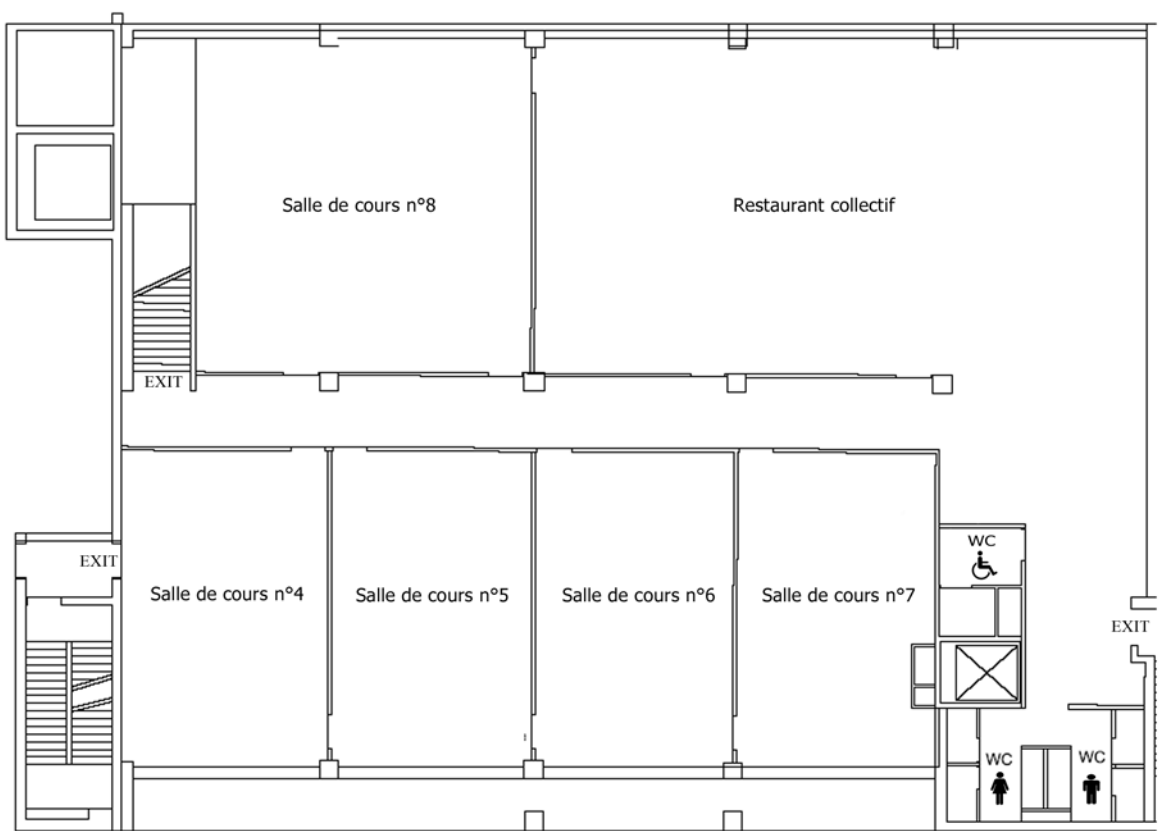 Salle de cours n°8
Restaurant collectif
EXIT
WC
EXIT
Salle de cours n°4
Salle de cours n°5
Salle de cours n°6
Salle de cours n°7
EXIT
WC
WC